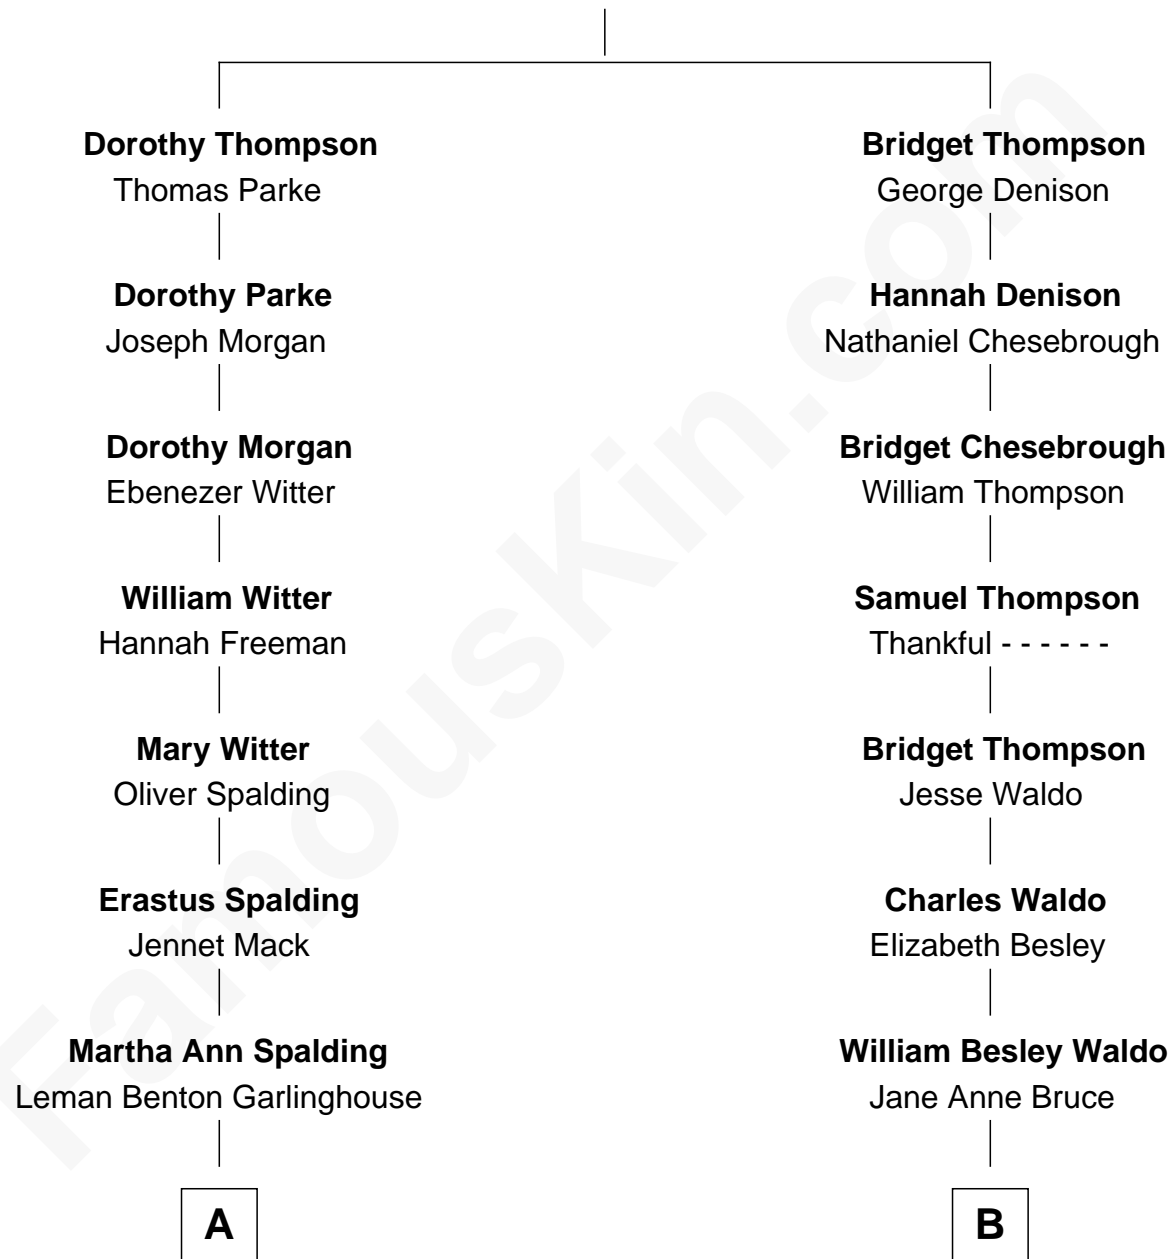 Dorothy Thompson
Thomas Parke
Dorothy Parke
Joseph Morgan
Dorothy Morgan
Ebenezer Witter
William Witter
Hannah Freeman
Mary Witter
Oliver Spalding
Erastus Spalding
Jennet Mack
Martha Ann Spalding
Leman Benton Garlinghouse
A
Bridget Thompson
George Denison
Hannah Denison
Nathaniel Chesebrough
Bridget Chesebrough
William Thompson
Samuel Thompson
Thankful - - - - - -
Bridget Thompson
Jesse Waldo
Charles Waldo
Elizabeth Besley
William Besley Waldo
Jane Anne Bruce
B
FamousKin.com